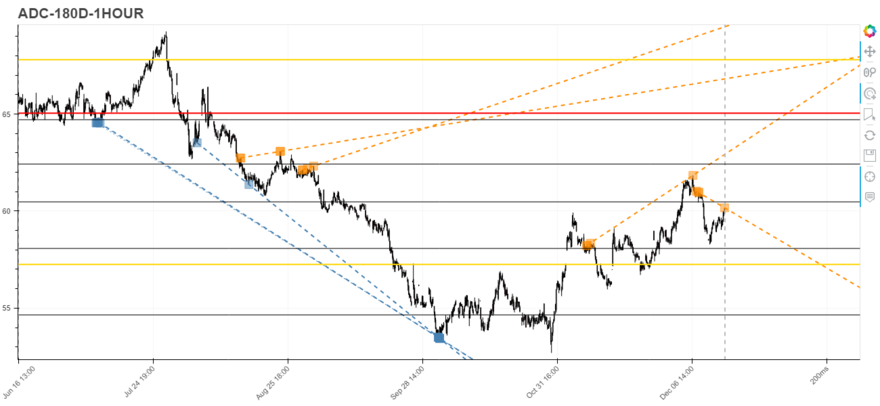 ADC-180D-1HOUR
65
60
55
Jun 16 13:00
Jul 24 19:00
Aug 25 18:00
Sep 28 14:00
Oct 31 16:00
Dec 06 14:00
200ms